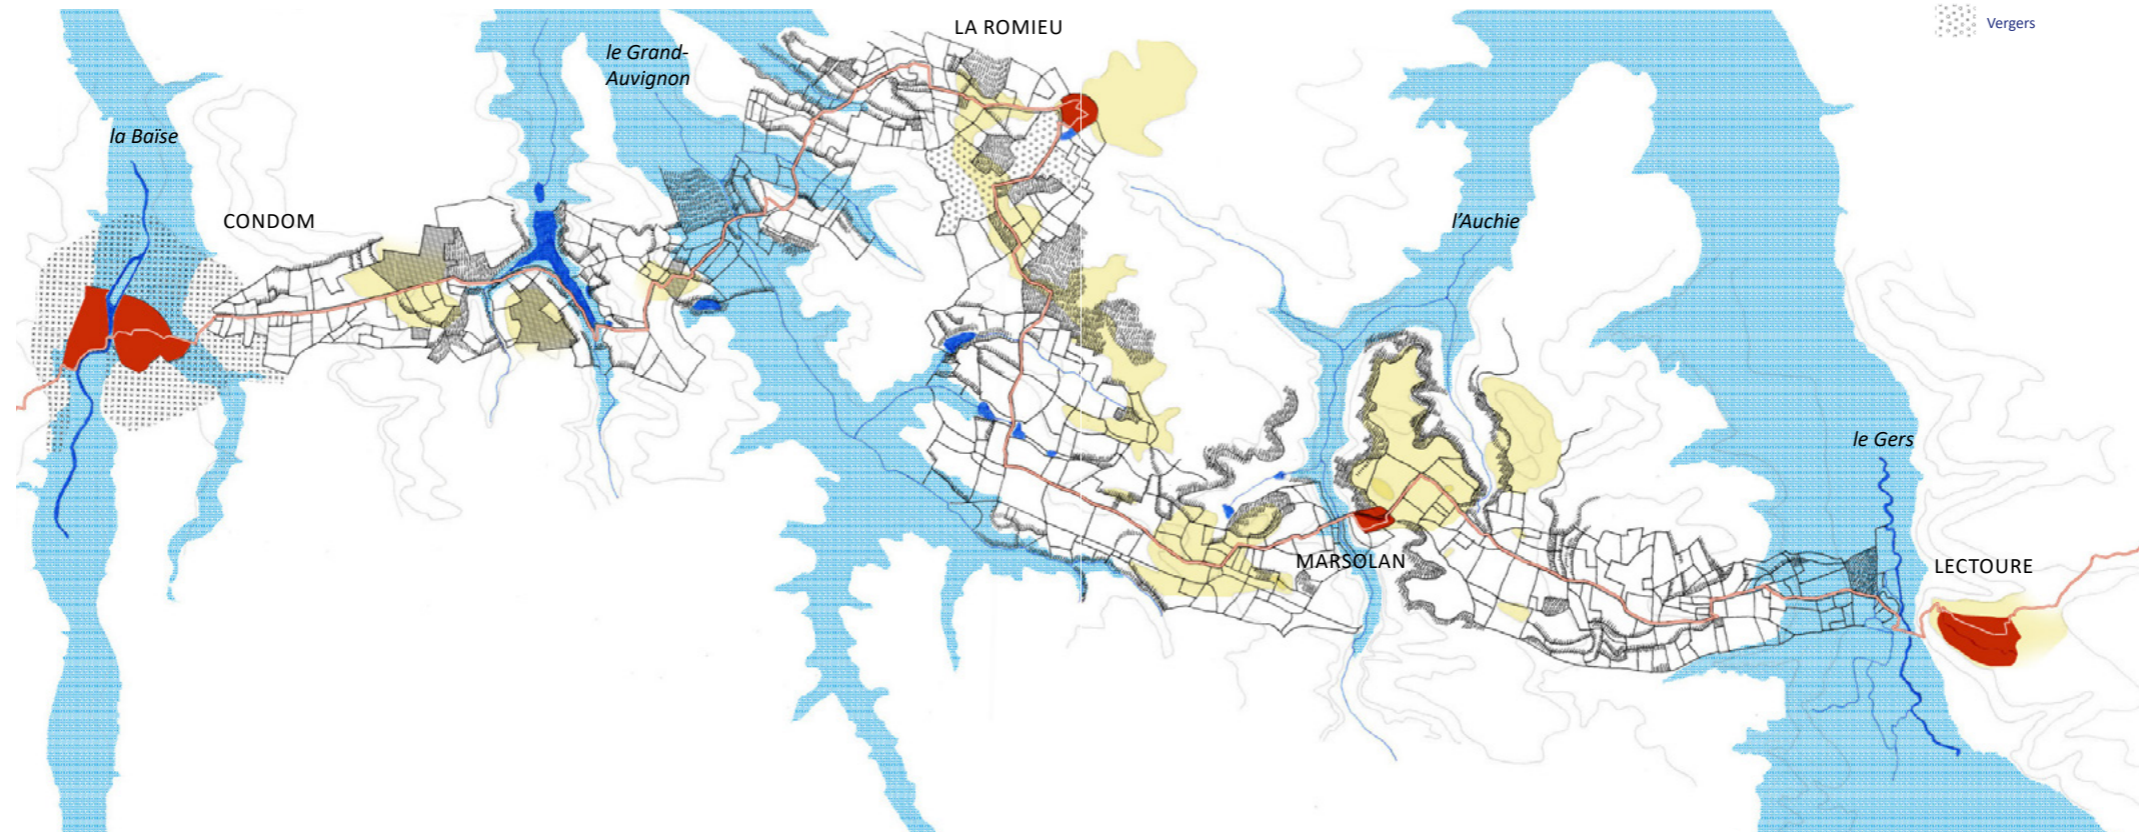 LA ROMIEU
Vergers
le Grand-
Auvignon
la Baïse
CONDOM
l'Auchie
le Gers
MARSOLAN
LECTOURE